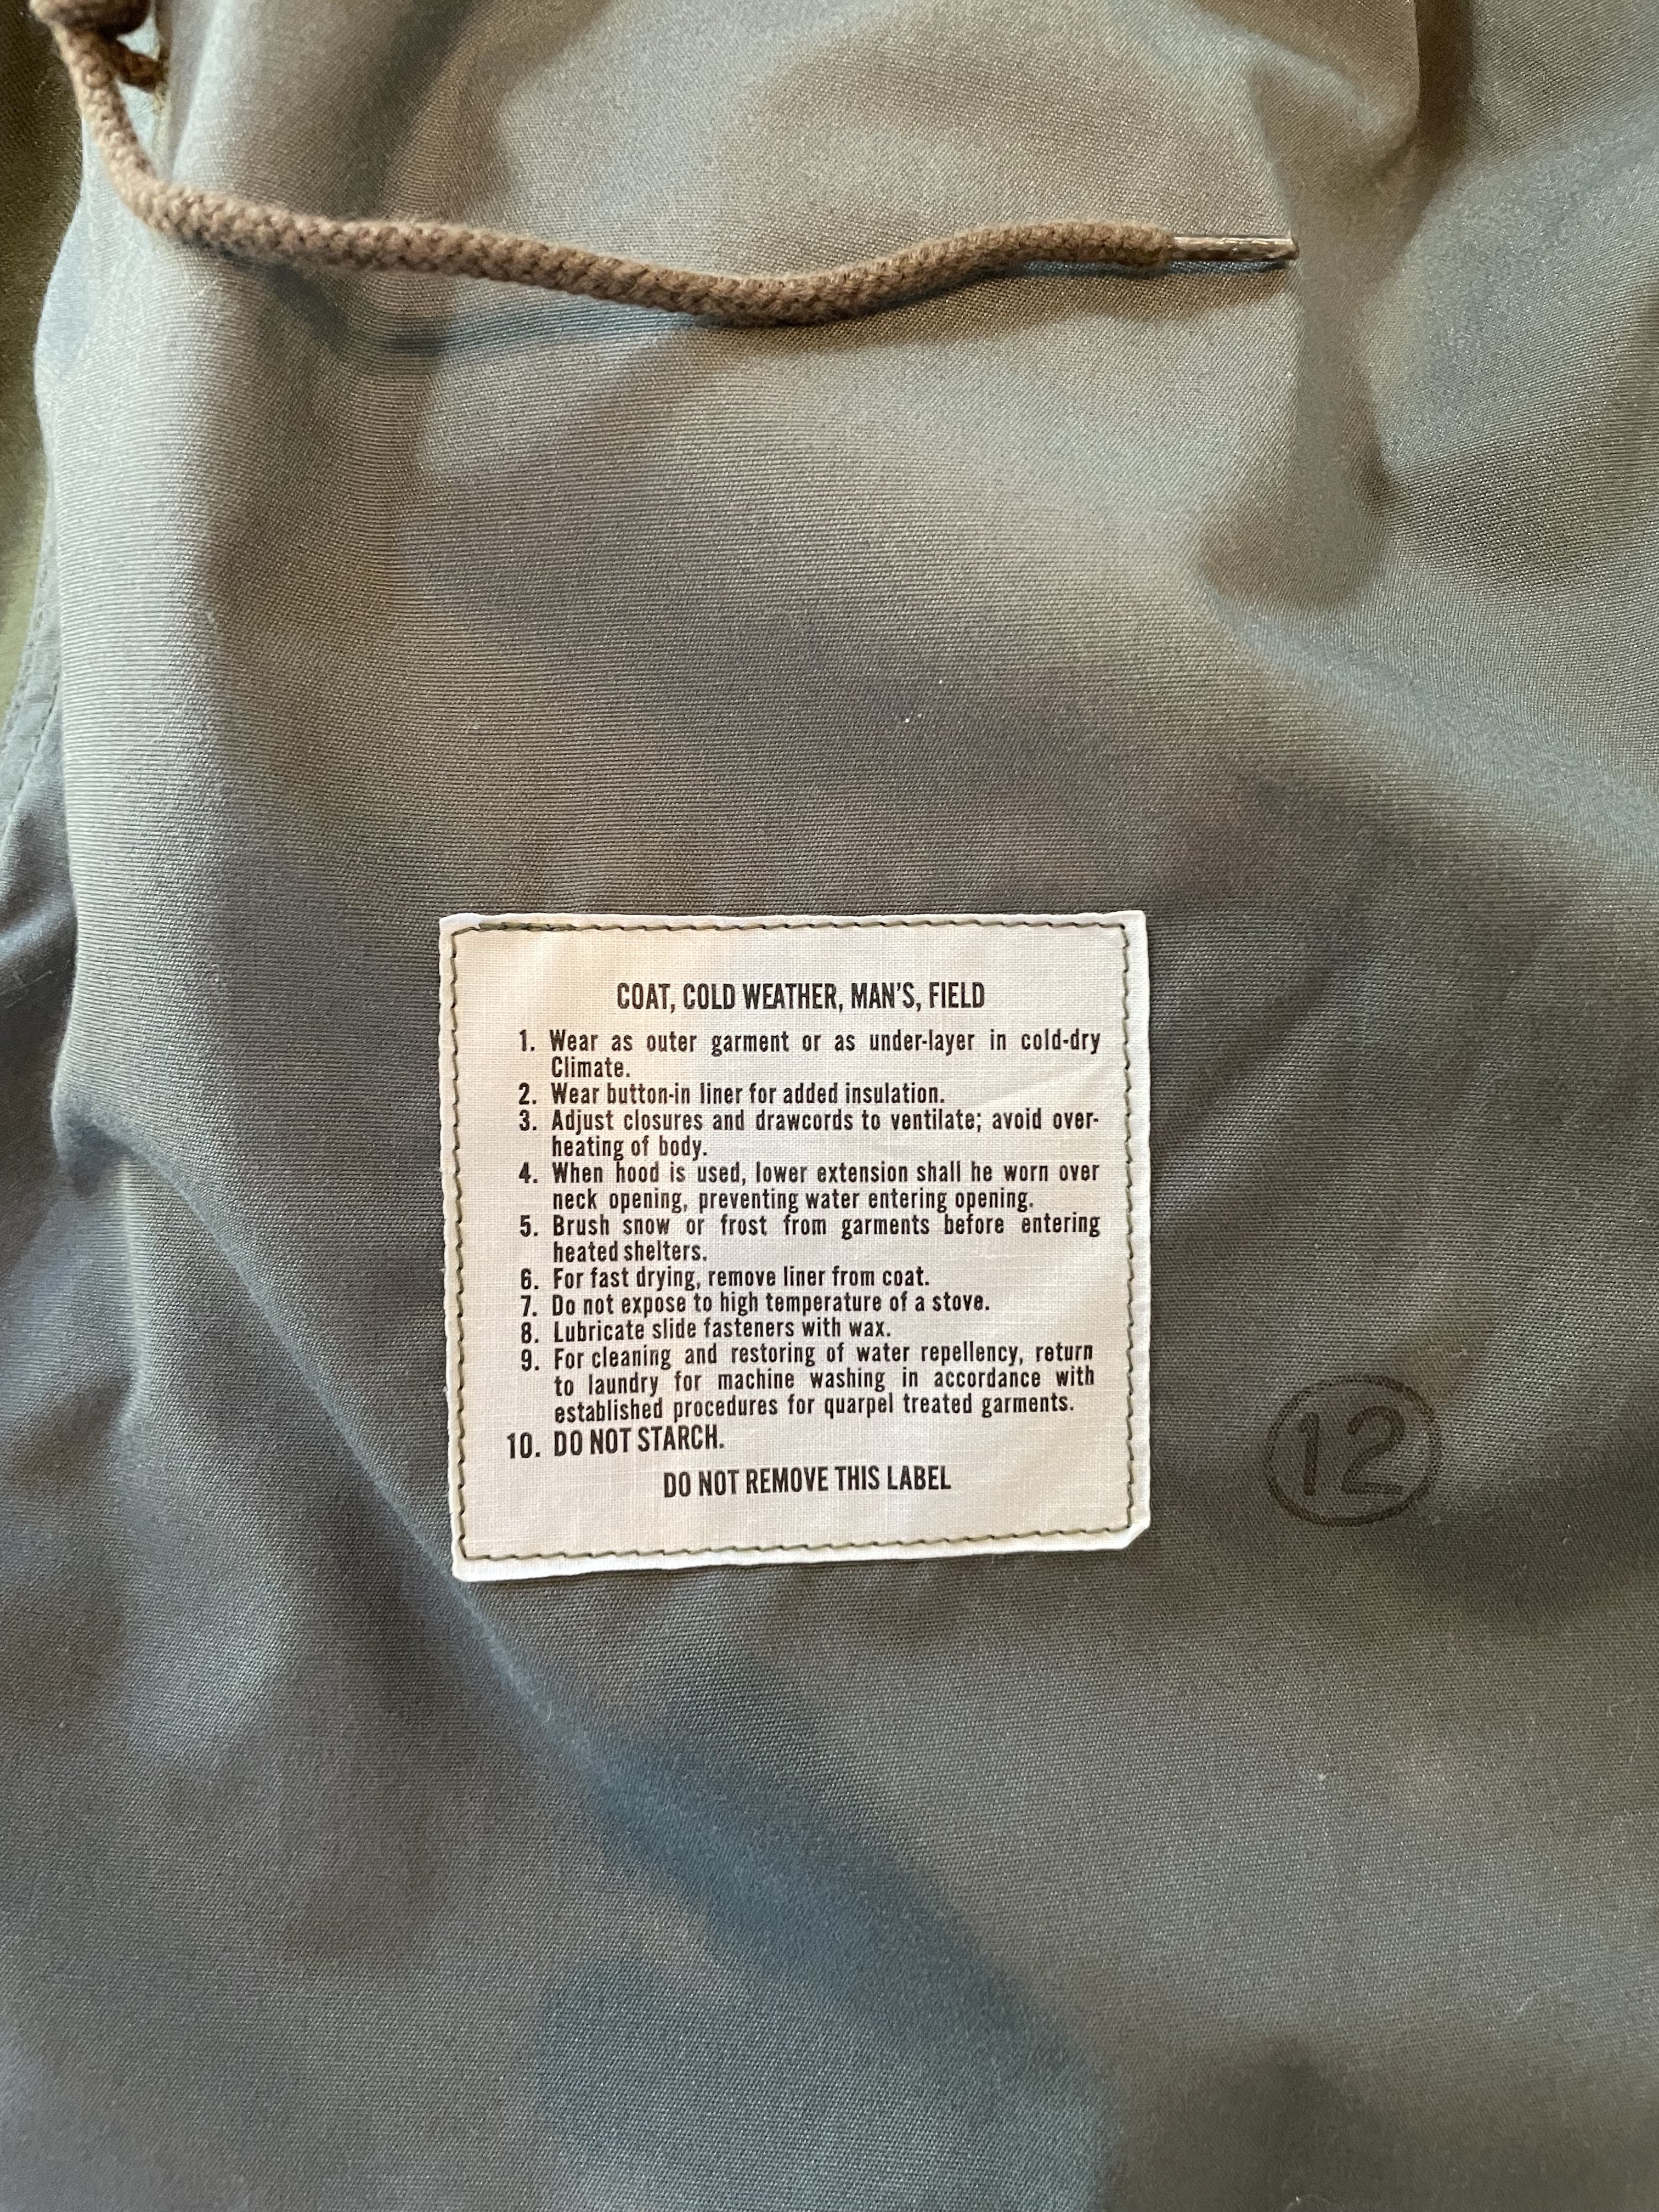 COAT, COLD WEATHER, MAN'S, FIELD
1. Wear as outer garment or as under-layer in cold-dry
Climate.
2. Wear button-in liner for added insulation.
3. Adjust closures and drawcords to ventilate; avoid over-
heating of body.
4. When hood is used, lower extension shall he worn over
neck opening, preventing water entering opening.
5. Brush snow or frost from garments before entering
heated shelters.
6. For fast drying, remove liner from coat.
7. Do not expose to high temperature of a stove.
8. Lubricate slide fasteners with wax.
9. For cleaning and restoring of water repellency, return
to laundry for machine washing in accordance with
established procedures for quarpel treated garments.
10. DO NOT STARCH.
DO NOT REMOVE THIS LABEL
12